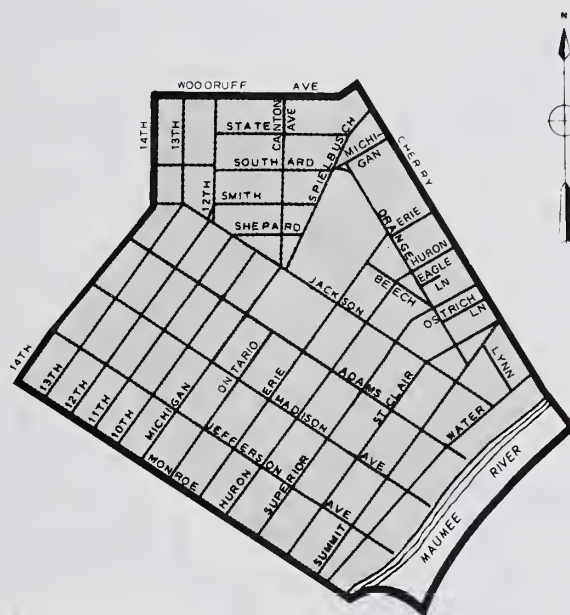 N
WOODRUFF AVE
14TH
13TH
12TH
STATE
CANTON AVE
SOUTHARD
SMITH
SHEPARD
SPIELBUSCH
MICHI-
GAN
CHERRY
ORANGE
ERIE
HURON
EAGLE
LN
BEECH
OSTRICH
LN
JACKSON
LYNN
14TH
13TH
12TH
11TH
10TH
MICHIGAN
ONTARIO
ERIE
ADAMS
ST CLAIR
WATER
MADISON
AVE
JEFFERSON
AVE
MONROE
HURON
SUPERIOR
SUMMIT
MAUMEE RIVER